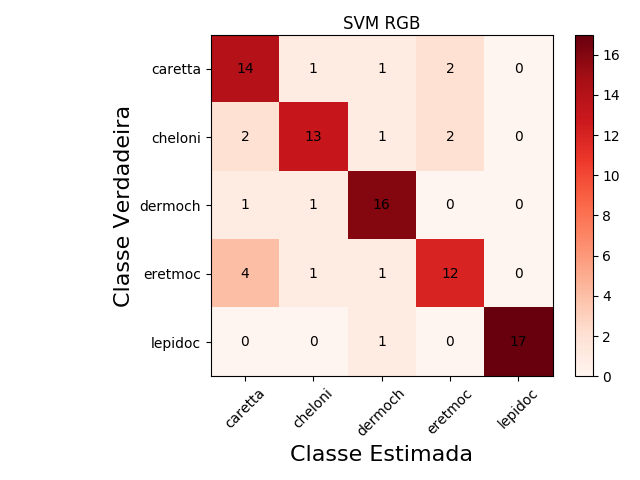 SVM RGB
Classe Verdadeira
caretta 14 1 1 2 0
cheloni 2 13 1 2 0
dermoch 1 1 16 0 0
eretmoc 4 1 1 12 0
lepidoc 0 0 1 0 17
caretta cheloni dermoch eretmoc lepidoc
Classe Estimada
16
14
12
10
8
6
4
2
0